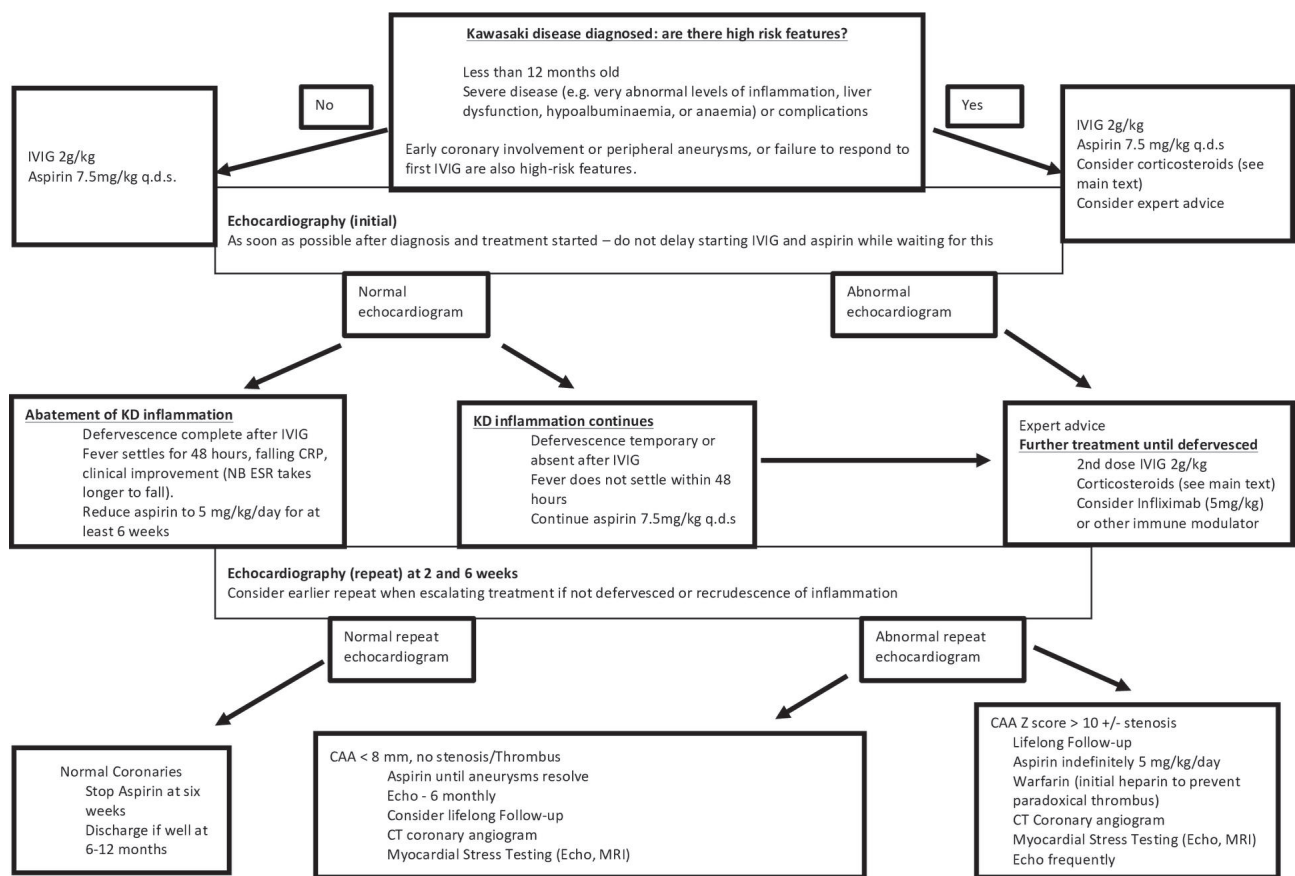 Kawasaki disease diagnosed: are there high risk features?
Less than 12 months old
Severe disease (e.g. very abnormal levels of inflammation, liver
dysfunction, hypoalbuminaemia, or anaemia) or complications
Early coronary involvement or peripheral aneurysms, or failure to respond to
first IVIG are also high-risk features.
No
Yes
IVIG 2g/kg
Aspirin 7.5mg/kg q.d.s.
IVIG 2g/kg
Aspirin 7.5 mg/kg q.d.s
Consider corticosteroids (see
main text)
Consider expert advice
Echocardiography (initial)
As soon as possible after diagnosis and treatment started – do not delay starting IVIG and aspirin while waiting for this
Normal
echocardiogram
Abnormal
echocardiogram
Abatement of KD inflammation
Defervescence complete after IVIG
Fever settles for 48 hours, falling CRP,
clinical improvement (NB ESR takes
longer to fall).
Reduce aspirin to 5 mg/kg/day for at
least 6 weeks
KD inflammation continues
Defervescence temporary or
absent after IVIG
Fever does not settle within 48
hours
Continue aspirin 7.5mg/kg q.d.s
Expert advice
Further treatment until defervesced
2nd dose IVIG 2g/kg
Corticosteroids (see main text)
Consider Infliximab (5mg/kg)
or other immune modulator
Echocardiography (repeat) at 2 and 6 weeks
Consider earlier repeat when escalating treatment if not defervesced or recrudescence of inflammation
Normal repeat
echocardiogram
Abnormal repeat
echocardiogram
Normal Coronaries
Stop Aspirin at six
weeks
Discharge if well at
6-12 months
CAA < 8 mm, no stenosis/Thrombus
Aspirin until aneurysms resolve
Echo - 6 monthly
Consider lifelong Follow-up
CT coronary angiogram
Myocardial Stress Testing (Echo, MRI)
CAA Z score > 10 +/- stenosis
Lifelong Follow-up
Aspirin indefinitely 5 mg/kg/day
Warfarin (initial heparin to prevent
paradoxical thrombus)
CT Coronary angiogram
Myocardial Stress Testing (Echo, MRI)
Echo frequently